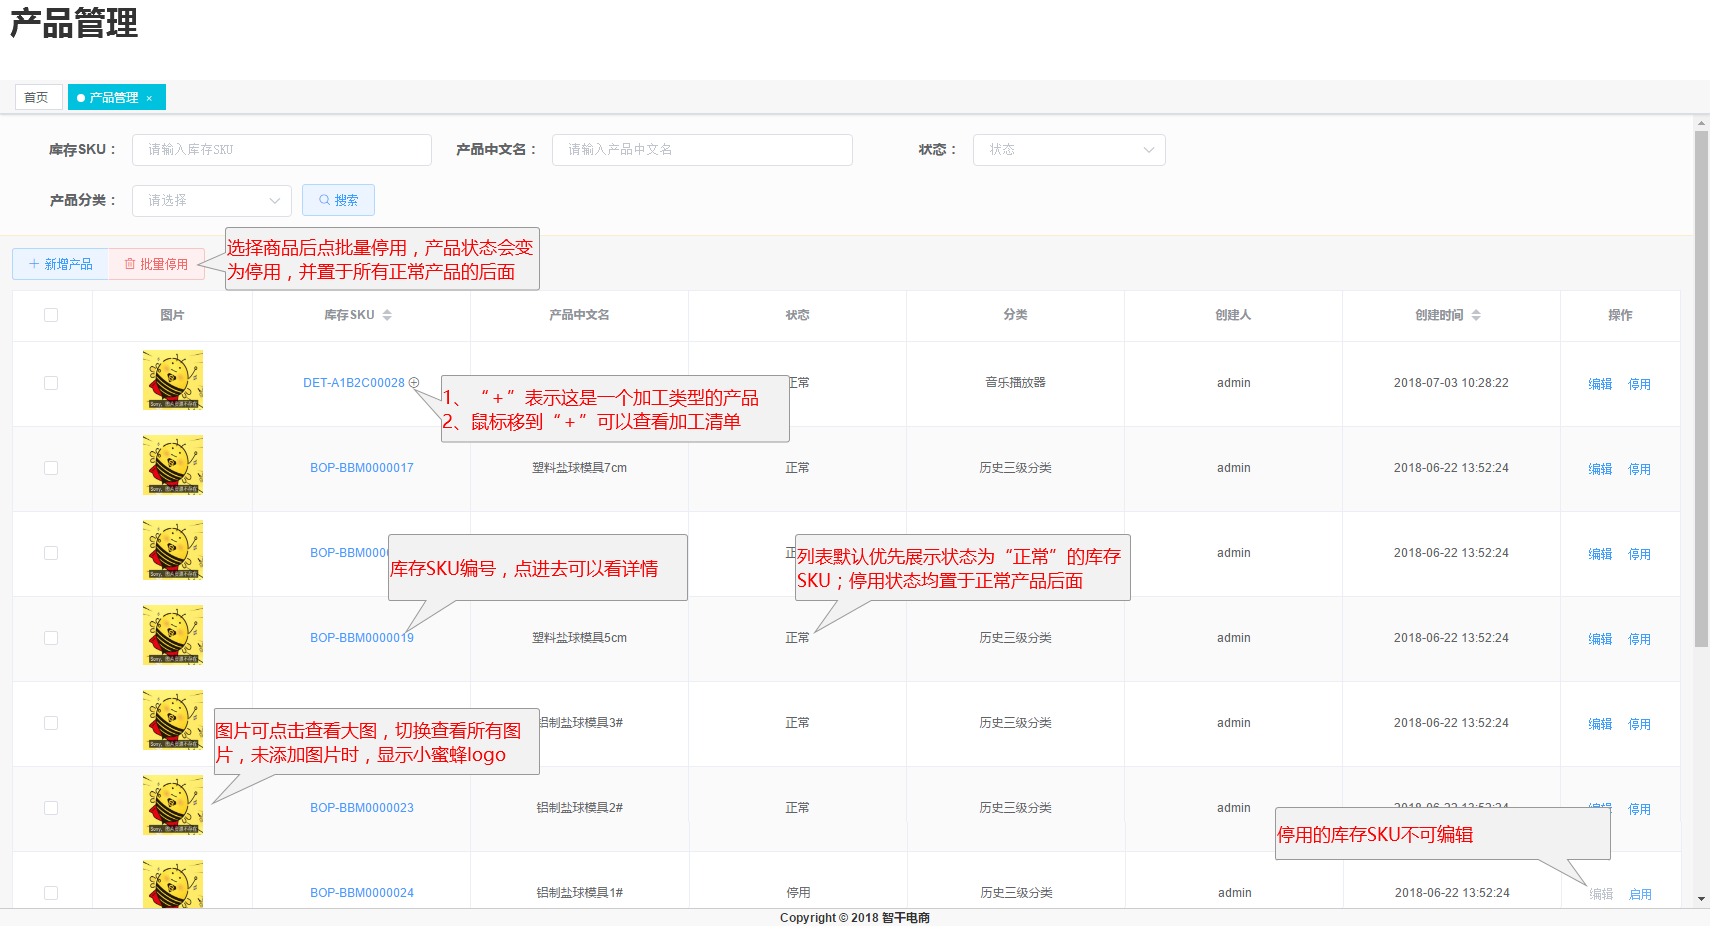 产品管理
首页
产品管理 ×
库存SKU：
请输入库存SKU
产品中文名：
请输入产品中文名
状态：
状态
产品分类：
请选择
搜索
新增产品
批量停用
选择商品后点批量停用，产品状态会变
为停用，并置于所有正常产品的后面
图片
库存SKU
产品中文名
状态
分类
创建人
创建时间
操作
DET-A1B2C00028
正常
音乐播放器
admin
2018-07-03 10:28:22
编辑
停用
1、“+”表示这是一个加工类型的产品
2、鼠标移到“+”可以查看加工清单
BOP-BBM0000017
塑料盐球模具7cm
正常
历史三级分类
admin
2018-06-22 13:52:24
编辑
停用
BOP-BBM00
历史三级分类
admin
2018-06-22 13:52:24
编辑
停用
库存SKU编号，点进去可以看详情
列表默认优先展示状态为“正常”的库存
SKU；停用状态均置于正常产品后面
BOP-BBM0000019
塑料盐球模具5cm
正常
历史三级分类
admin
2018-06-22 13:52:24
编辑
停用
铝制盐球模具3#
正常
历史三级分类
admin
2018-06-22 13:52:24
编辑
停用
图片可点击查看大图，切换查看所有图
片，未添加图片时，显示小蜜蜂logo
BOP-BBM0000023
铝制盐球模具2#
正常
历史三级分类
admin
2018-06-22 13:52:24
编辑
停用
停用的库存SKU不可编辑
BOP-BBM0000024
铝制盐球模具1#
停用
历史三级分类
admin
2018-06-22 13:52:24
编辑
启用
Copyright © 2018 智干电商